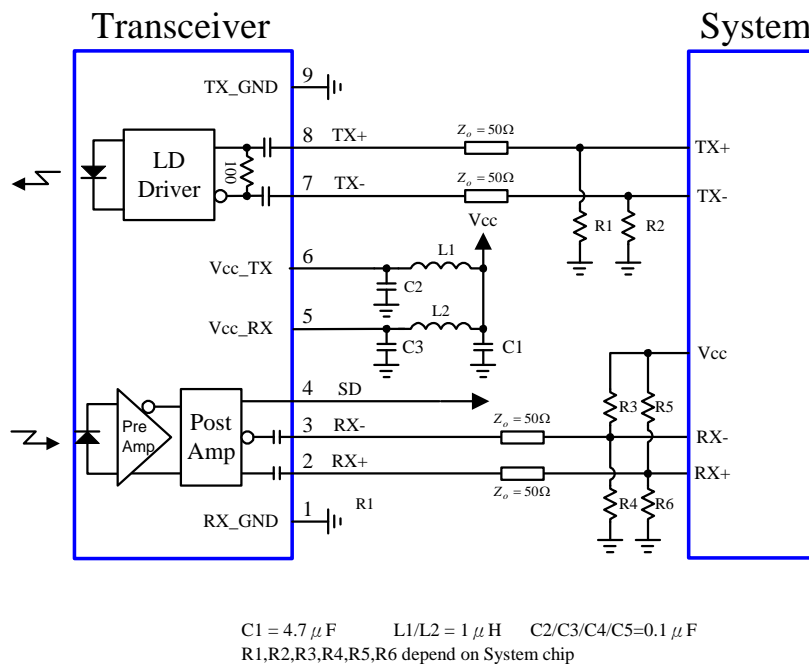 Transceiver
System
9
TX_GND
Z_o = 50Ω
8
TX+
TX+
LD
Driver
100
Z_o = 50Ω
7
TX-
TX-
Vcc
R1
R2
6
L1
Vcc_TX
C2
5
L2
Vcc_RX
C3
C1
Vcc
4
SD
R3
R5
Pre
Amp
Post
Amp
Z_o = 50Ω
3
RX-
RX-
2
RX+
RX+
Z_o = 50Ω
R4
R6
1
R1
RX_GND
C1 = 4.7 μF L1/L2 = 1 μH C2/C3/C4/C5=0.1 μF
R1,R2,R3,R4,R5,R6 depend on System chip